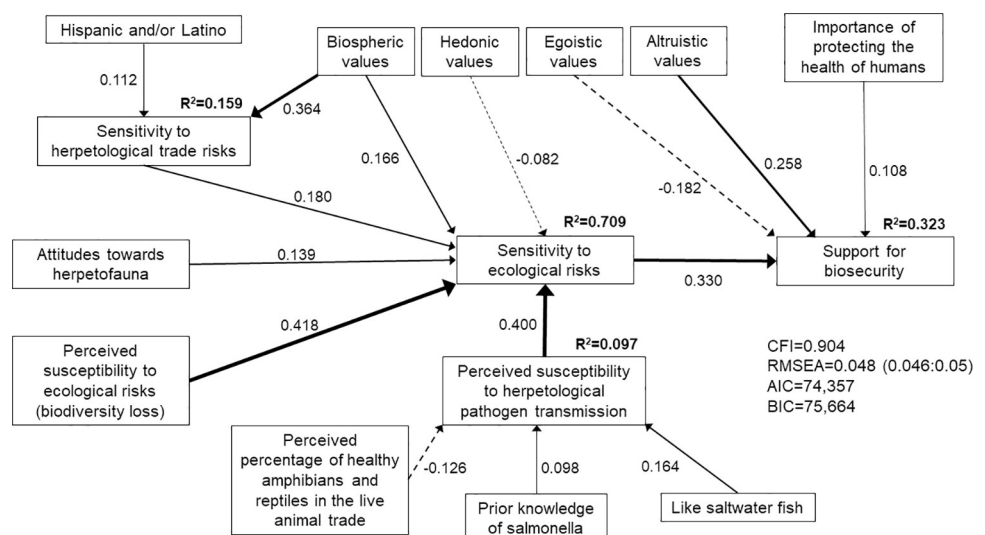 Hispanic and/or Latino
Biospheric
values
Hedonic
values
Egoistic
values
Altruistic
values
Importance of
protecting the
health of humans
0.112
R²=0.159
0.364
Sensitivity to
herpetological trade risks
0.166
-0.082
-0.182
0.258
0.108
0.180
R²=0.709
R²=0.323
Attitudes towards
herpetofauna
0.139
Sensitivity to
ecological risks
0.330
Support for
biosecurity
Perceived
susceptibility to
ecological risks
(biodiversity loss)
0.418
0.400
R²=0.097
Perceived susceptibility
to herpetological
pathogen transmission
CFI=0.904
RMSEA=0.048 (0.046:0.05)
AIC=74,357
BIC=75,664
Perceived
percentage of healthy
amphibians and
reptiles in the live
animal trade
-0.126
0.098
0.164
Prior knowledge
of salmonella
Like saltwater fish